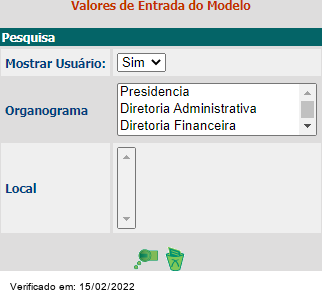 Valores de Entrada do Modelo
Pesquisa
Mostrar Usuário: Sim
Organograma
Presidencia
Diretoria Administrativa
Diretoria Financeira
Local
Verificado em: 15/02/2022